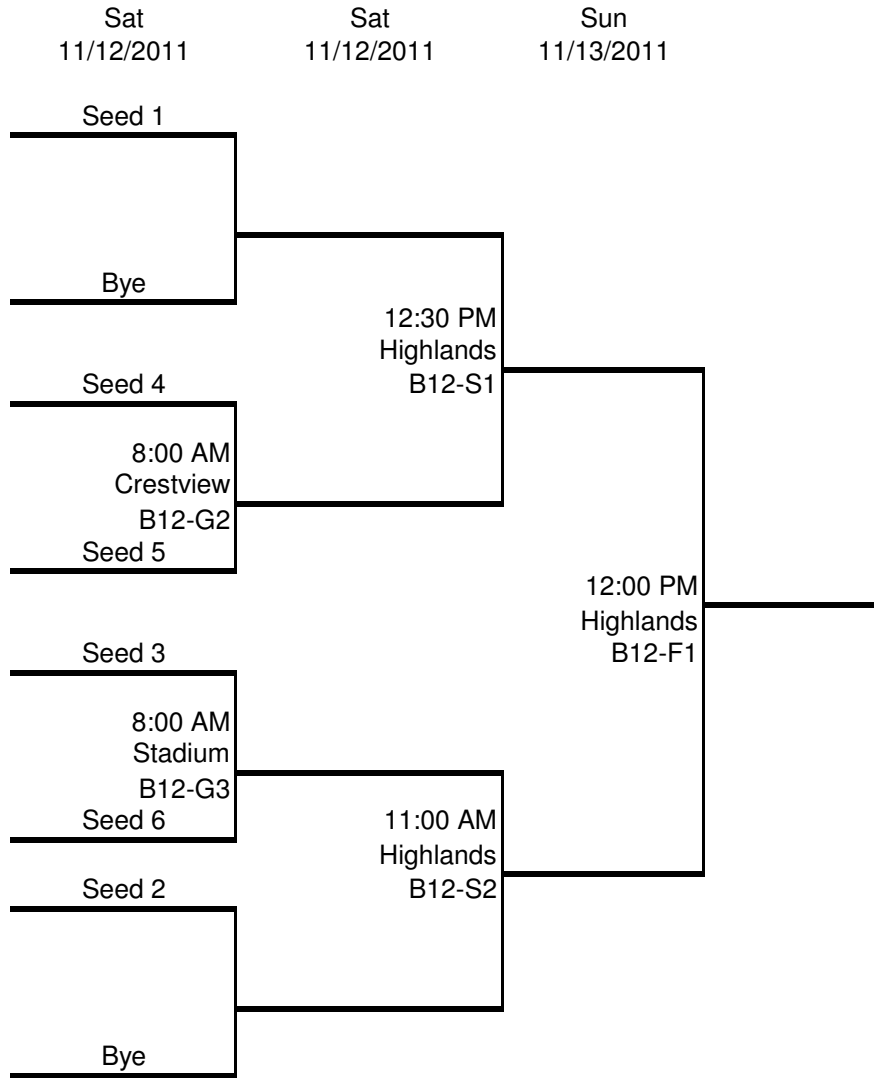 Sat Sat Sun
11/12/2011 11/12/2011 11/13/2011
Seed 1
Bye
12:30 PM
Highlands
B12-S1
Seed 4
8:00 AM
Crestview
B12-G2
Seed 5
12:00 PM
Highlands
B12-F1
Seed 3
8:00 AM
Stadium
B12-G3
Seed 6
11:00 AM
Highlands
B12-S2
Seed 2
Bye